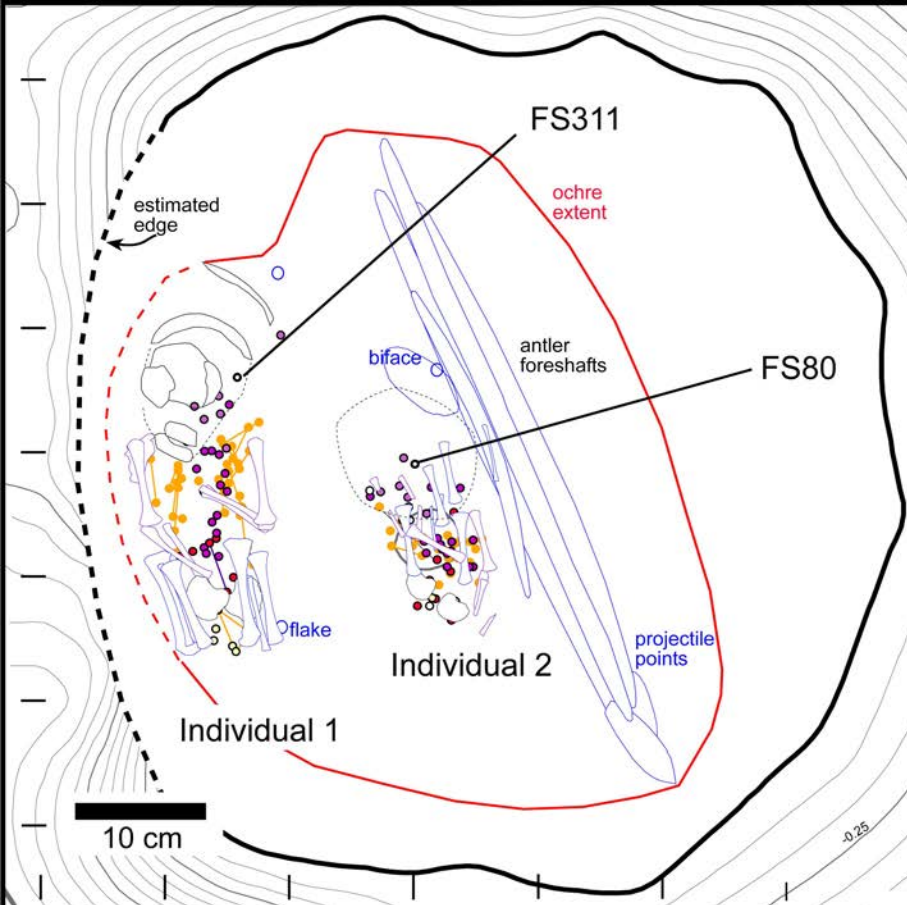 FS311
estimated
edge
ochre
extent
biface
antler
foreshafts
FS80
flake
projectile
points
Individual 2
Individual 1
10 cm
-0.25